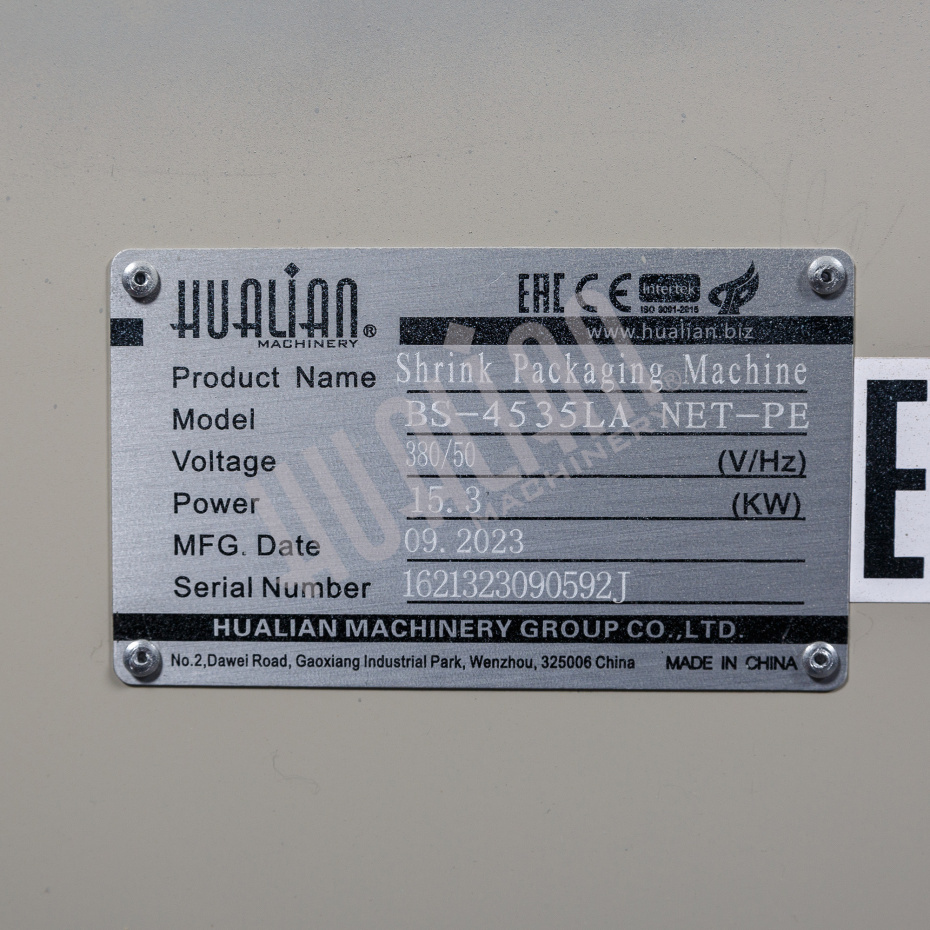 HUALIAN®
MACHINERY
EAC CE Intertek
ISO 9001-2015
www.hualian.biz
Product Name Shrink Packaging Machine
Model BS-4535LA NET-PE
Voltage 380/50 (V/Hz)
Power 15.3 (KW)
MFG. Date 09.2023
Serial Number 1621323090592J
HUALIAN MACHINERY GROUP CO.,LTD.
No.2,Dawei Road, Gaoxiang Industrial Park, Wenzhou, 325006 China MADE IN CHINA
HUALIAN®
MACHINERY
E